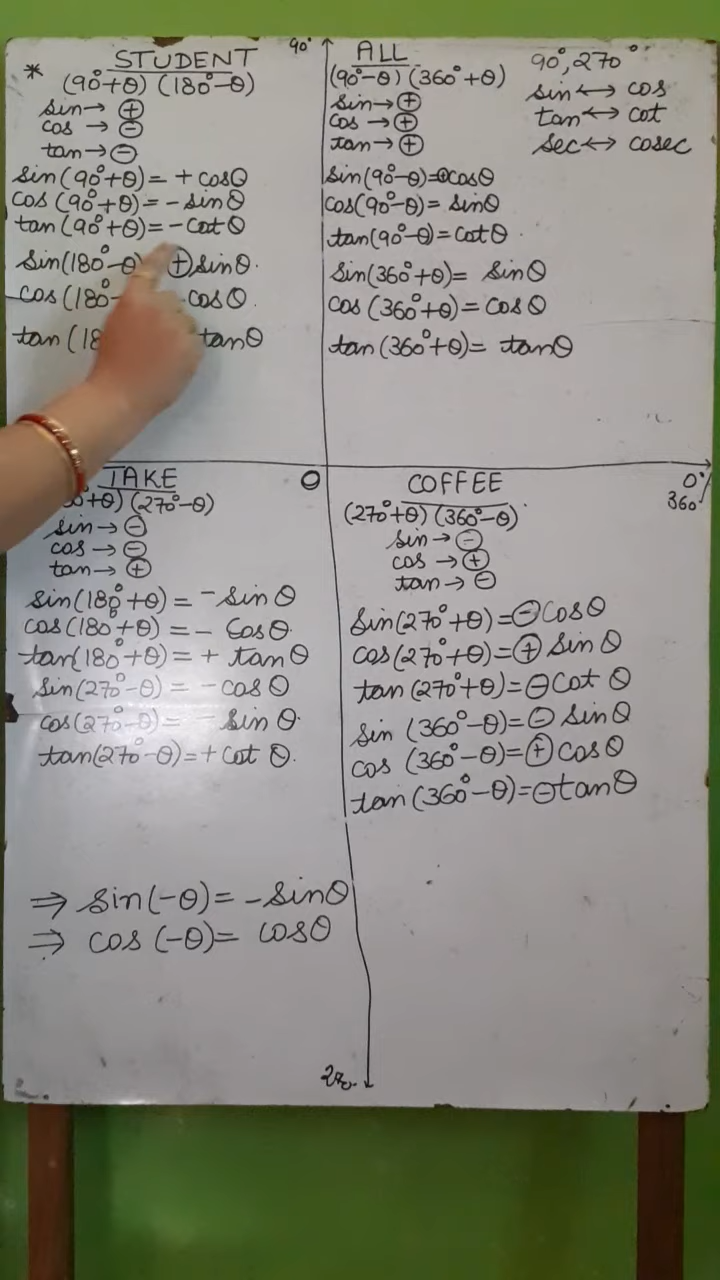 * STUDENT
(90°+θ) (180°-θ)
sin → ⊕
cos → ⊖
tan → ⊖
sin(90°+θ) = + cosθ
cos(90°+θ) = - sinθ
tan(90°+θ) = - cotθ
sin(180°-θ) ⊕ sinθ.
cos(180°- cosθ.
tan(18 tanθ
90°
ALL
(90°-θ) (360°+θ)
sin → ⊕
cos → ⊕
tan → ⊕
sin(90°-θ) = ⊕cosθ
cos(90°-θ) = sinθ
tan(90°-θ) = cotθ
sin(360°+θ) = sinθ
cos(360°+θ) = cosθ
tan(360°+θ) = tanθ
90°, 270°
sin ↔ cos
tan ↔ cot
sec ↔ cosec
TAKE
°+θ) (270°-θ)
sin → ⊖
cos → ⊖
tan → ⊕
sin(180°+θ) = - sinθ
cos(180°+θ) = - cosθ.
tan(180°+θ) = + tanθ
sin(270°-θ) = - cosθ
cos(270°-θ) = - sinθ.
tan(270°-θ) = + cotθ.
O
COFFEE
(270°+θ) (360°-θ)
sin → ⊖
cos → ⊕
tan → ⊖
sin(270°+θ) = ⊖cosθ
cos(270°+θ) = ⊕ sinθ
tan(270°+θ) = ⊖cotθ
sin(360°-θ) = ⊖ sinθ
cos(360°-θ) = ⊕cosθ
tan(360°-θ) = ⊖tanθ
0°/
360°
⇒ sin(-θ) = - sinθ
⇒ cos(-θ) = cosθ
270.